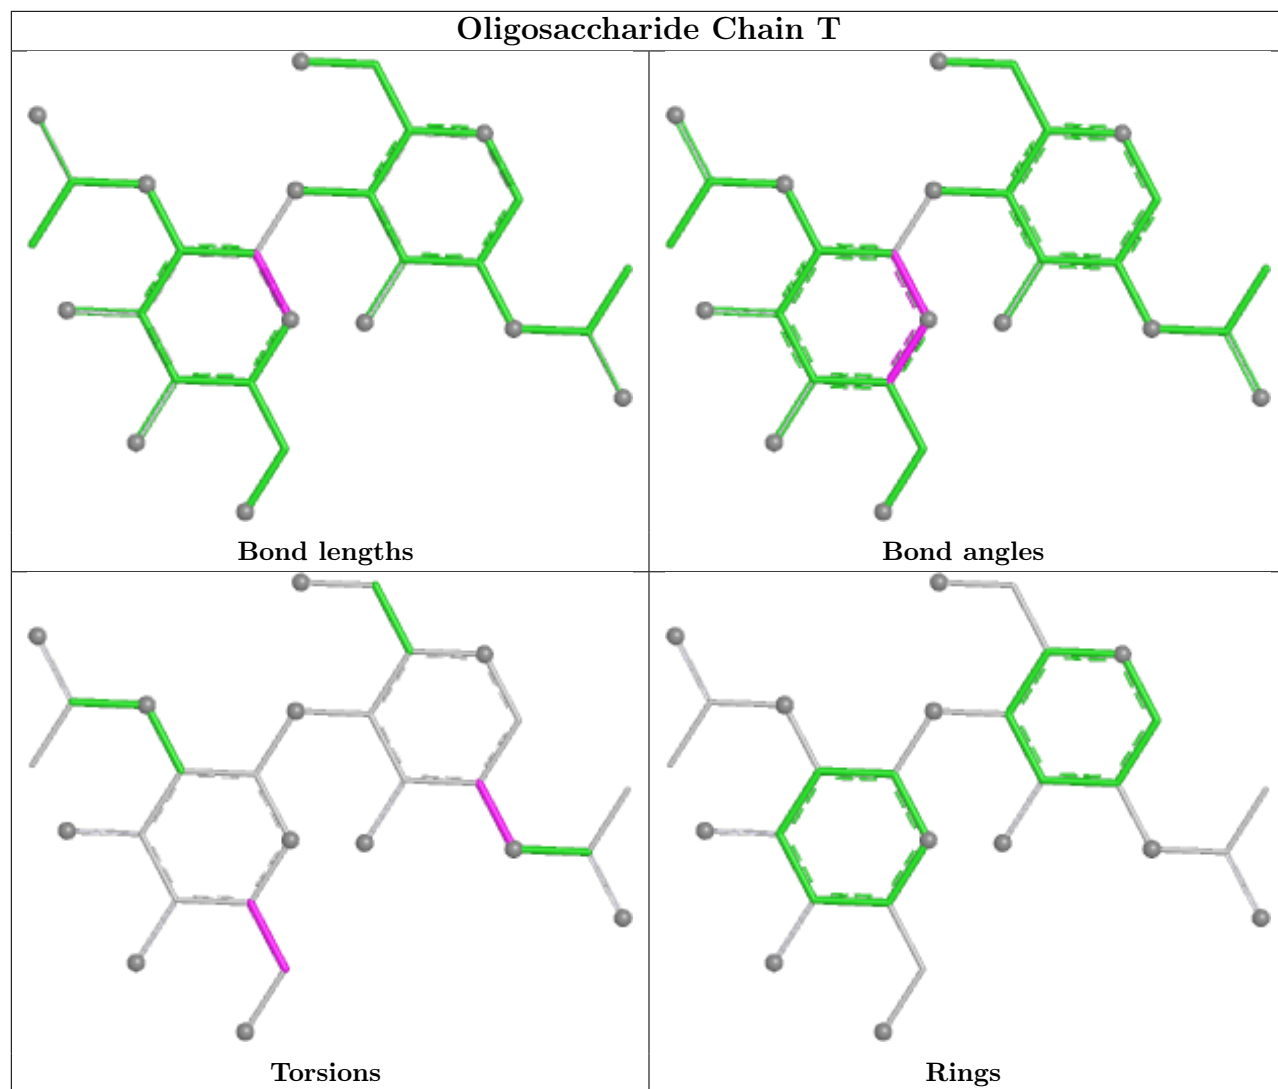 Oligosaccharide Chain T
Bond lengths
Bond angles
Torsions
Rings